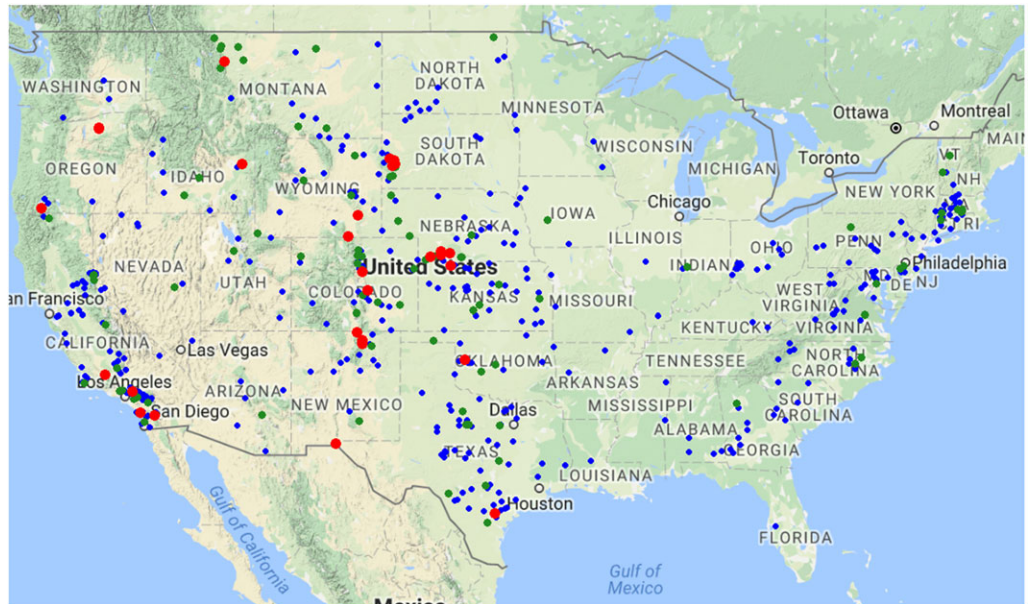 WASHINGTON
MONTANA
NORTH
DAKOTA
MINNESOTA
Ottawa
Montreal
MAI
OREGON
IDAHO
WYOMING
SOUTH
DAKOTA
WISCONSIN
MICHIGAN
Toronto
VT
NH
NEW YORK
RI
Chicago
NEBRASKA
IOWA
ILLINOIS
INDIAN
OHIO
PENN
Philadelphia
MD
DE
NJ
NEVADA
UTAH
United States
COLORADO
KANSAS
MISSOURI
WEST
VIRGINIA
an Francisco
CALIFORNIA
Las Vegas
KENTUCKY
VIRGINIA
Los Angeles
ARIZONA
NEW MEXICO
OKLAHOMA
TENNESSEE
NORTH
CAROLINA
ARKANSAS
San Diego
Dallas
MISSISSIPPI
SOUTH
CAROLINA
ALABAMA
GEORGIA
TEXAS
LOUISIANA
Houston
Gulf of California
FLORIDA
Gulf of
Mexico
Mexico